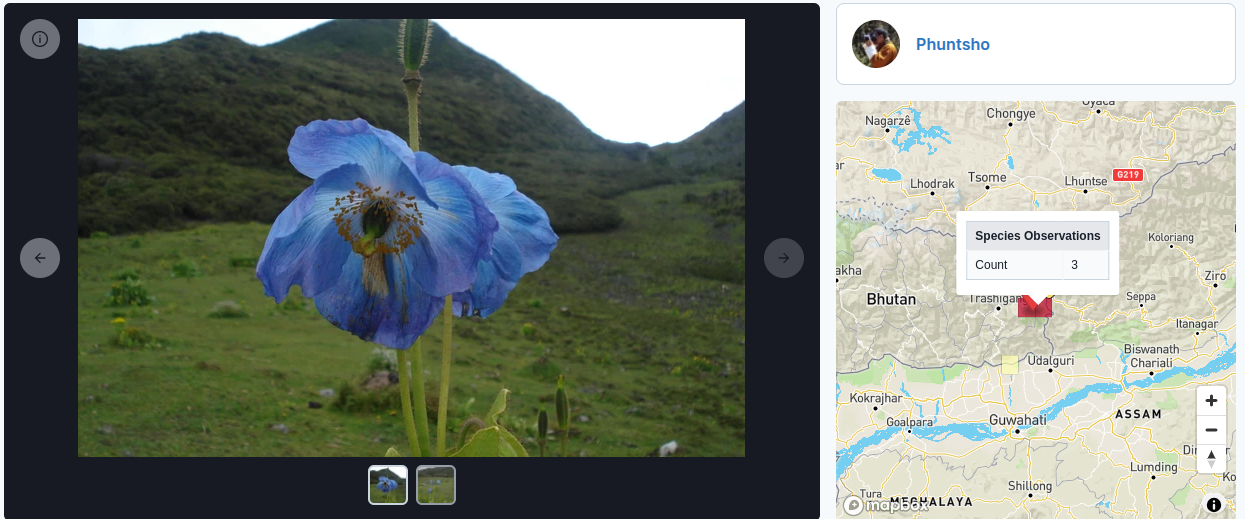 Phuntsho
Oyaca
Chongye
Nagarzê
ar
Tsome
G219
Lhodrak
Lhuntse
Species Observations
Count 3
Koloriang
akha
Ziro
Bhutan
Trashigang
Seppa
Itanagar
Biswanath
Chariali
Udalguri
Kokrajhar
ASSAM
Goalpara
Guwahati
Lumding
Shillong
Tura
MEGHALAYA
mapbox